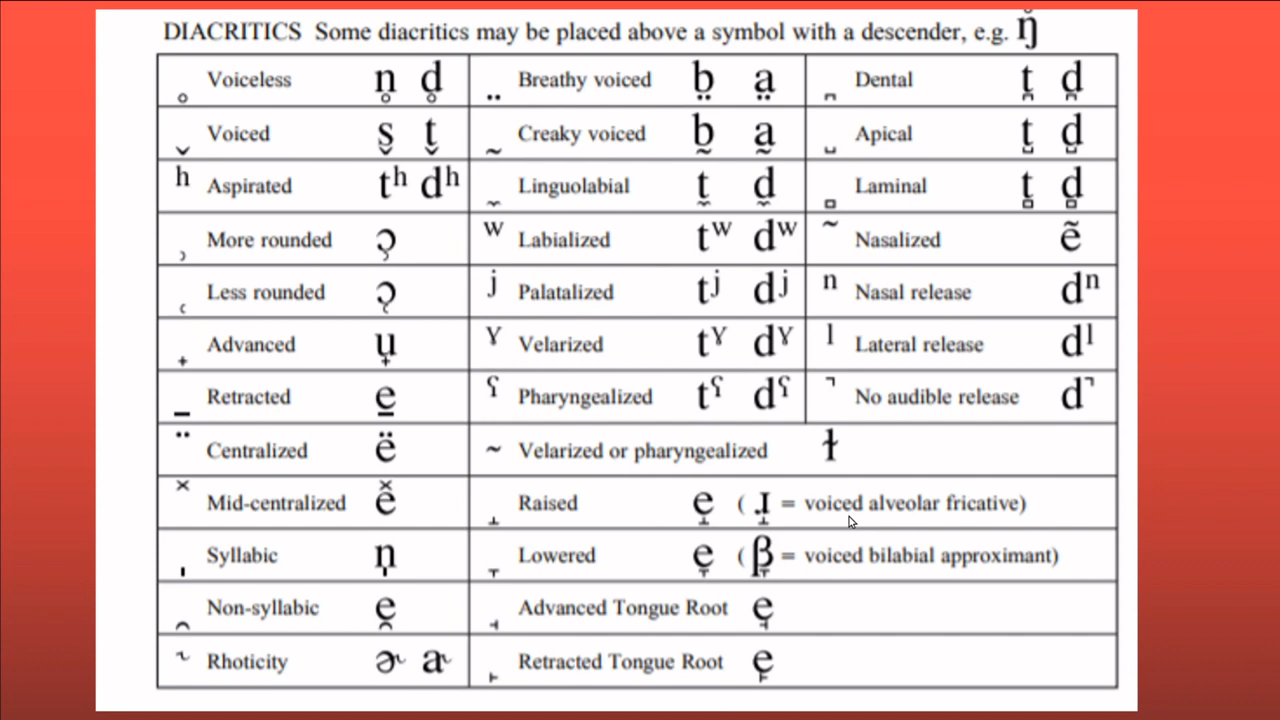 DIACRITICS Some diacritics may be placed above a symbol with a descender, e.g. ŋ̊
̥ Voiceless n̥ d̥ ̤ Breathy voiced b̤ a̤ ̪ Dental t̪ d̪
̬ Voiced s̬ t̬ ̰ Creaky voiced b̰ a̰ ̺ Apical t̺ d̺
ʰ Aspirated tʰ dʰ ̼ Linguolabial t̼ d̼ ̻ Laminal t̻ d̻
̹ More rounded ɔ̹ ʷ Labialized tʷ dʷ ̃ Nasalized ẽ
̜ Less rounded ɔ̜ ʲ Palatalized tʲ dʲ ⁿ Nasal release dⁿ
̟ Advanced u̟ ˠ Velarized tˠ dˠ ˡ Lateral release dˡ
̠ Retracted e̠ ˤ Pharyngealized tˤ dˤ ̚ No audible release d̚
̈ Centralized ë ̴ Velarized or pharyngealized ɫ
̽ Mid-centralized e̽ ̝ Raised e̝ (ɹ̝ = voiced alveolar fricative)
̩ Syllabic n̩ ̞ Lowered e̞ (β̞ = voiced bilabial approximant)
̯ Non-syllabic e̯ ̘ Advanced Tongue Root e̘
˞ Rhoticity ə˞ a˞ ̙ Retracted Tongue Root e̙